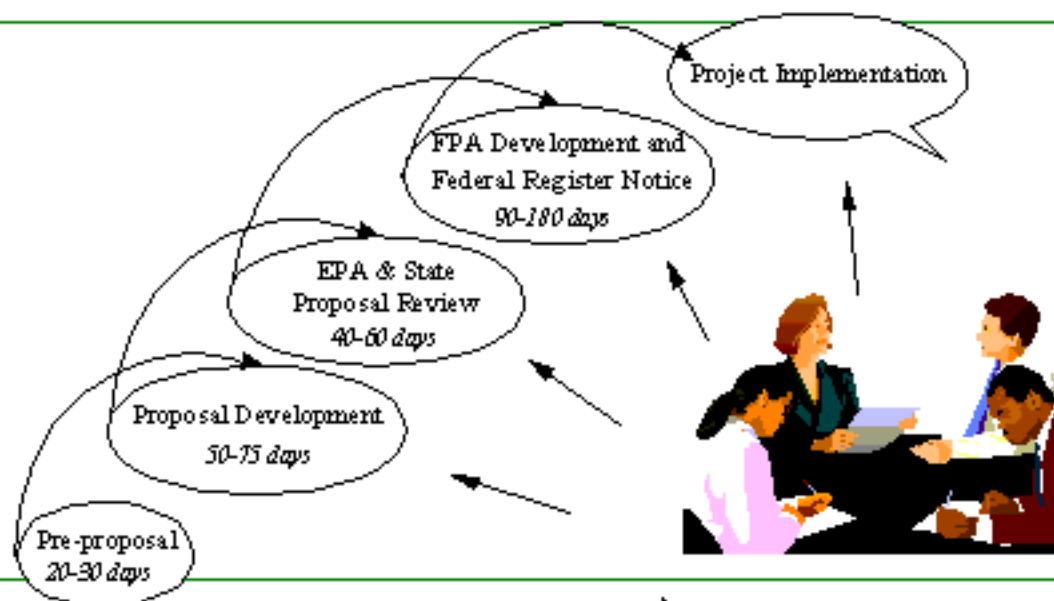 Project Implementation
FPA Development and
Federal Register Notice
90-180 days
EPA & State
Proposal Review
40-60 days
Proposal Development
50-75 days
Pre-proposal
20-30 days